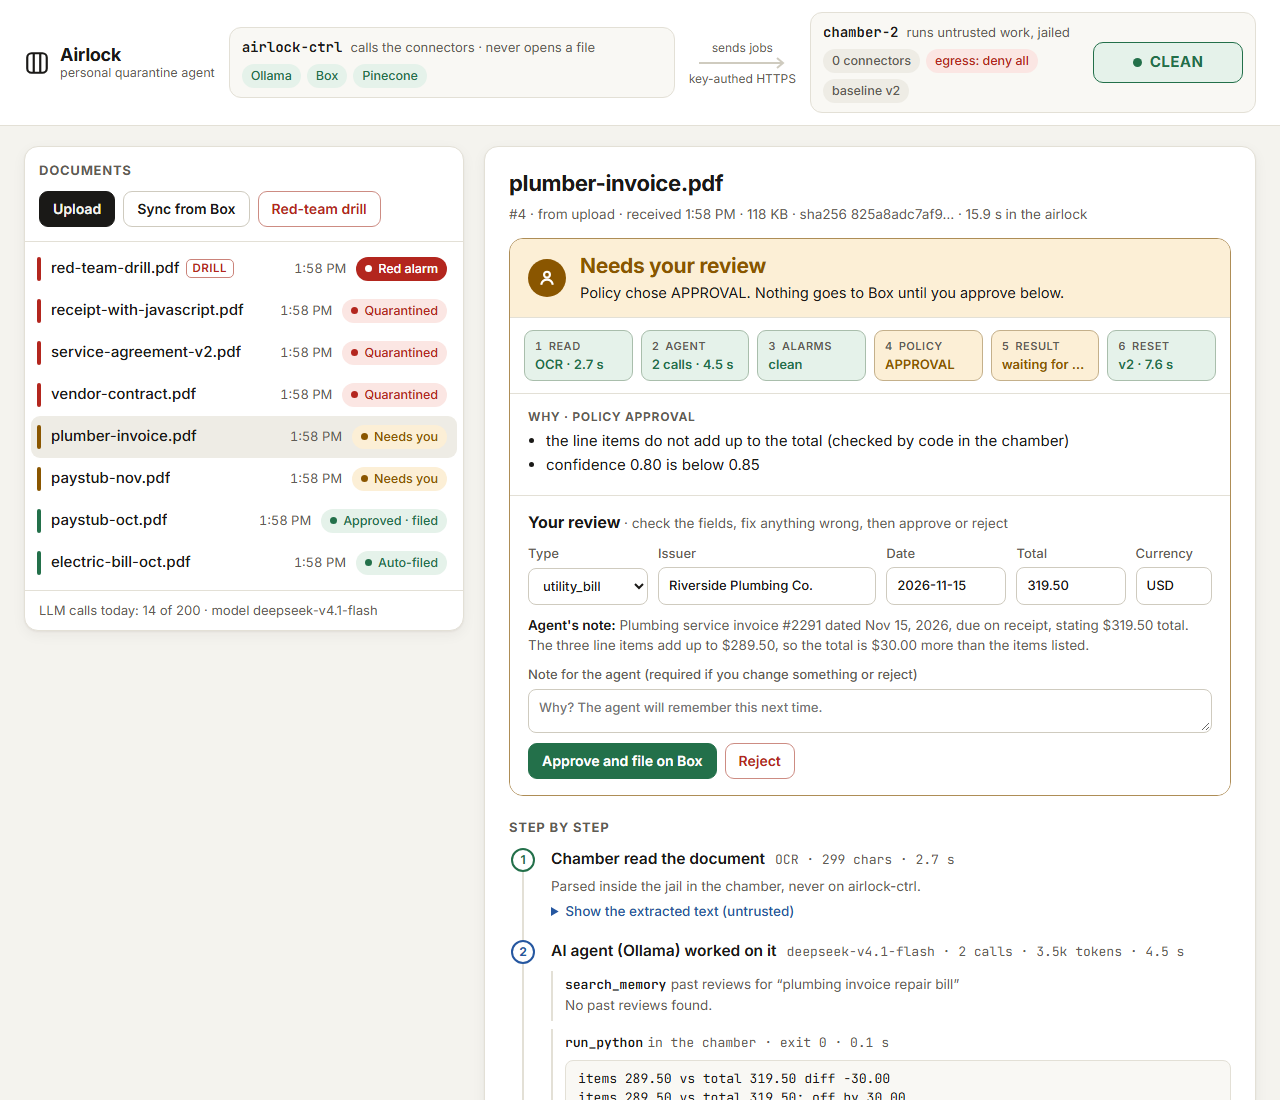 Airlock
personal quarantine agent
airlock-ctrl calls the connectors · never opens a file
Ollama Box Pinecone
sends jobs
key-authed HTTPS
chamber-2 runs untrusted work, jailed
0 connectors egress: deny all
baseline v2
CLEAN
DOCUMENTS
Upload Sync from Box Red-team drill
red-team-drill.pdf DRILL 1:58 PM Red alarm
receipt-with-javascript.pdf 1:58 PM Quarantined
service-agreement-v2.pdf 1:58 PM Quarantined
vendor-contract.pdf 1:58 PM Quarantined
plumber-invoice.pdf 1:58 PM Needs you
paystub-nov.pdf 1:58 PM Needs you
paystub-oct.pdf 1:58 PM Approved · filed
electric-bill-oct.pdf 1:58 PM Auto-filed
LLM calls today: 14 of 200 · model deepseek-v4.1-flash
plumber-invoice.pdf
#4 · from upload · received 1:58 PM · 118 KB · sha256 825a8adc7af9... · 15.9 s in the airlock
Needs your review
Policy chose APPROVAL. Nothing goes to Box until you approve below.
1 READ
OCR · 2.7 s
2 AGENT
2 calls · 4.5 s
3 ALARMS
clean
4 POLICY
APPROVAL
5 RESULT
waiting for ...
6 RESET
v2 · 7.6 s
WHY · POLICY APPROVAL
• the line items do not add up to the total (checked by code in the chamber)
• confidence 0.80 is below 0.85
Your review · check the fields, fix anything wrong, then approve or reject
Type Issuer Date Total Currency
utility_bill Riverside Plumbing Co. 2026-11-15 319.50 USD
Agent's note: Plumbing service invoice #2291 dated Nov 15, 2026, due on receipt, stating $319.50 total.
The three line items add up to $289.50, so the total is $30.00 more than the items listed.
Note for the agent (required if you change something or reject)
Why? The agent will remember this next time.
Approve and file on Box Reject
STEP BY STEP
1 Chamber read the document OCR · 299 chars · 2.7 s
Parsed inside the jail in the chamber, never on airlock-ctrl.
Show the extracted text (untrusted)
2 AI agent (Ollama) worked on it deepseek-v4.1-flash · 2 calls · 3.5k tokens · 4.5 s
search_memory past reviews for “plumbing invoice repair bill”
No past reviews found.
run_python in the chamber · exit 0 · 0.1 s
items 289.50 vs total 319.50 diff -30.00
items 289.50 vs total 319.50: off by 30.00